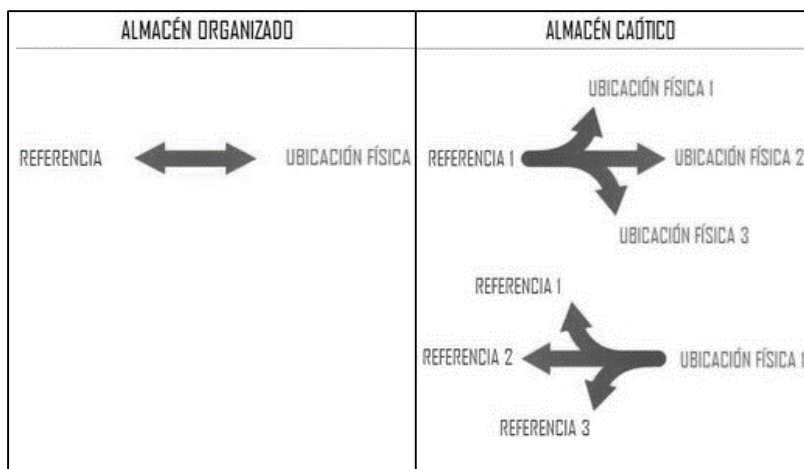 ALMACÉN ORGANIZADO
REFERENCIA
UBICACIÓN FÍSICA
ALMACÉN CAÓTICO
UBICACIÓN FÍSICA 1
REFERENCIA 1
UBICACIÓN FÍSICA 2
UBICACIÓN FÍSICA 3
REFERENCIA 1
REFERENCIA 2
UBICACIÓN FÍSICA 1
REFERENCIA 3